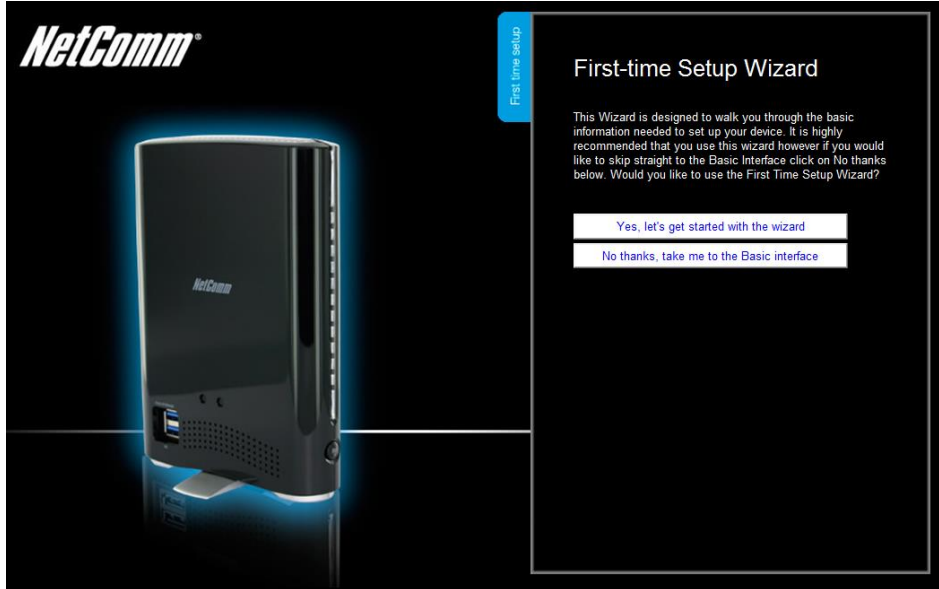 NetComm®
First time setup
First-time Setup Wizard
This Wizard is designed to walk you through the basic
information needed to set up your device. It is highly
recommended that you use this wizard however if you would
like to skip straight to the Basic Interface click on No thanks
below. Would you like to use the First Time Setup Wizard?
Yes, let's get started with the wizard
No thanks, take me to the Basic interface
NetComm